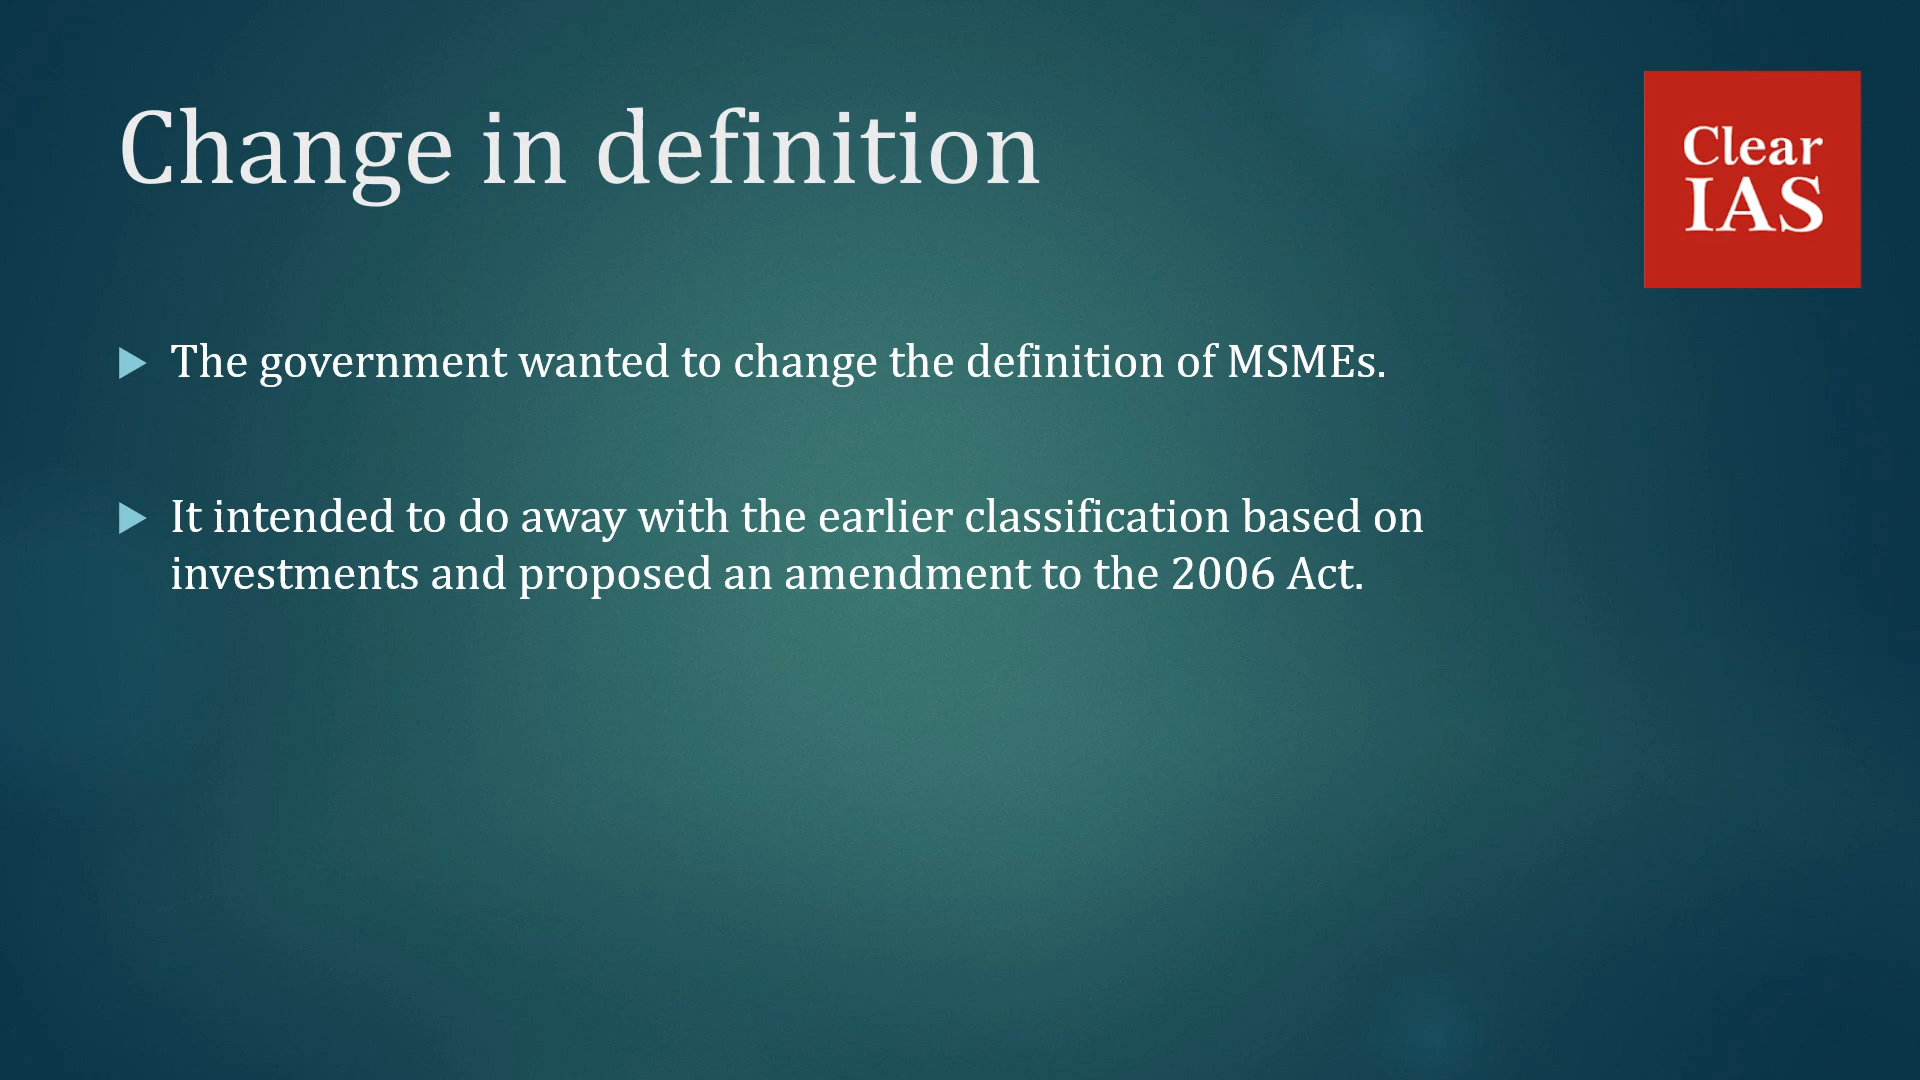 Change in definition
Clear
IAS
The government wanted to change the definition of MSMEs.
It intended to do away with the earlier classification based on
investments and proposed an amendment to the 2006 Act.